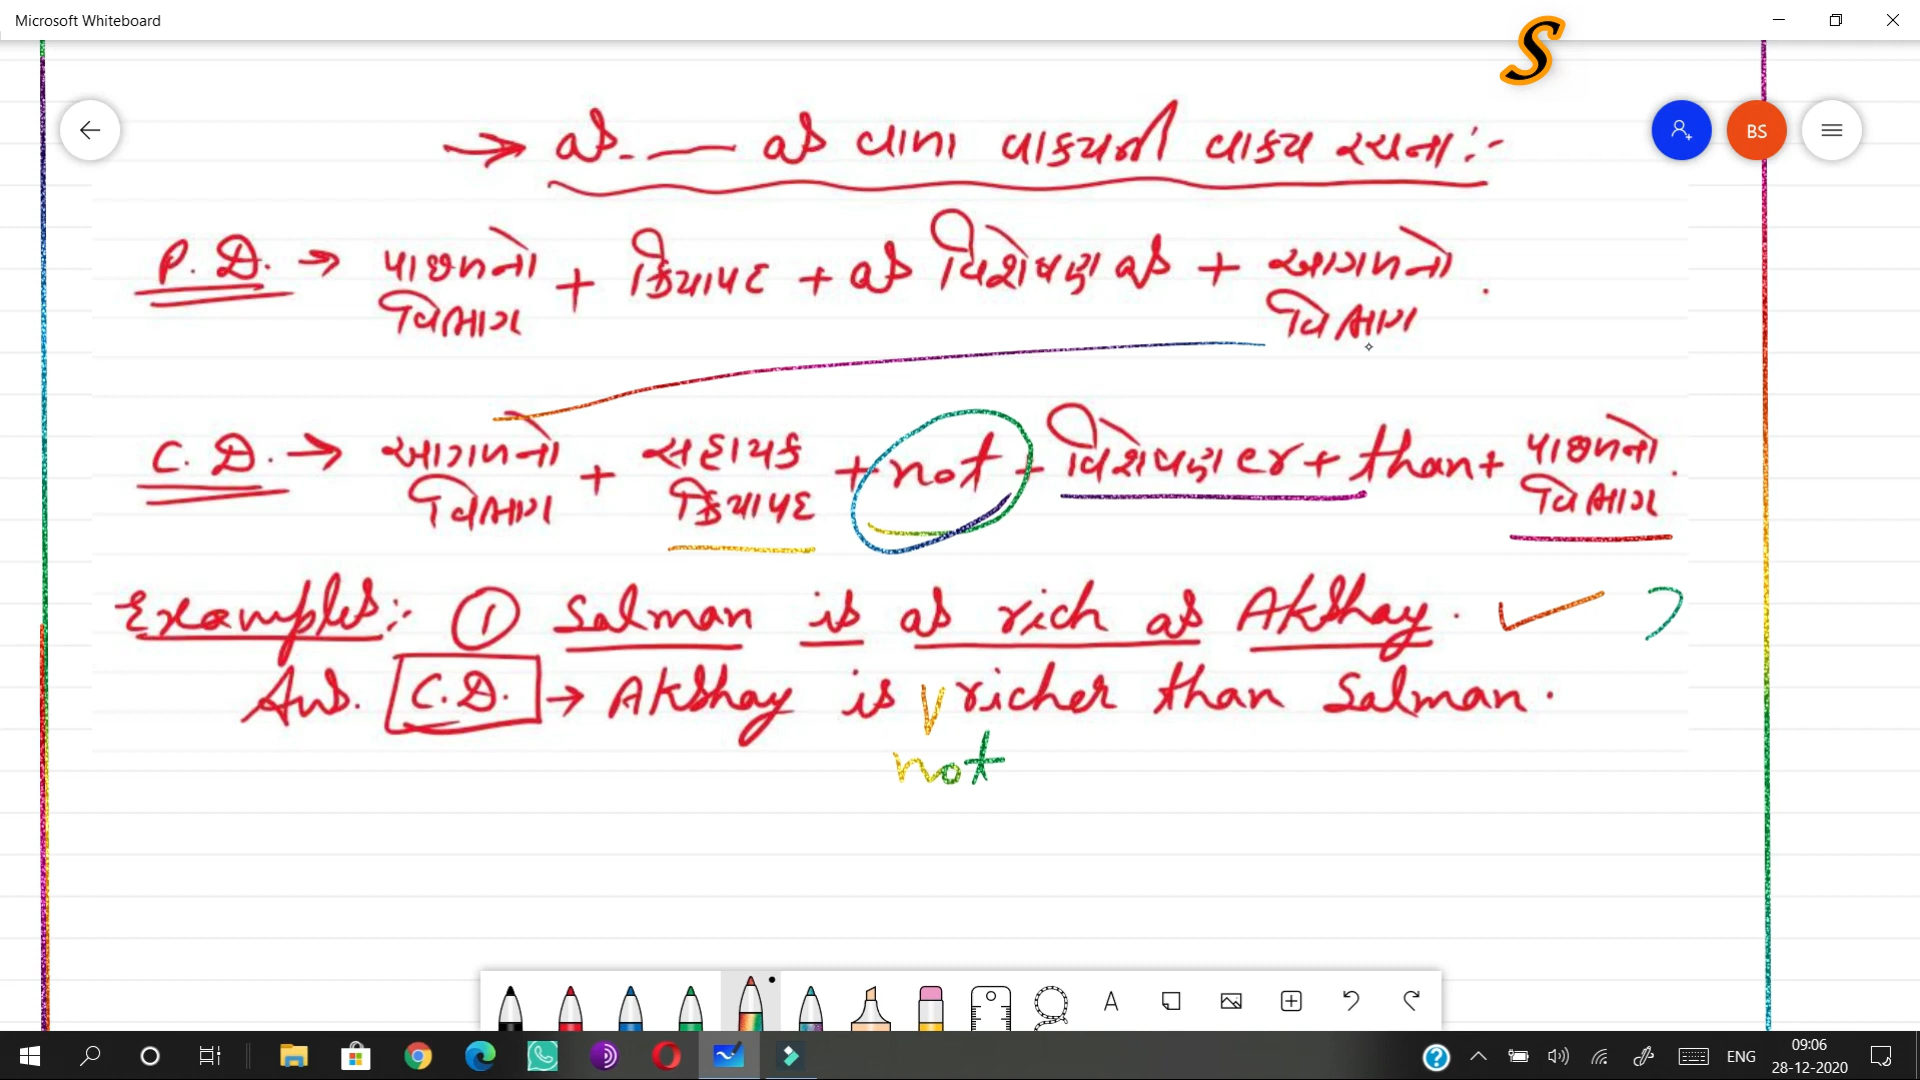 Microsoft Whiteboard
S
BS
→ as - — as વાળા વાક્યની વાક્ય રચના :-
P. D. → પાછળનો વિભાગ + ક્રિયાપદ + as વિશેષણ as + આગળનો વિભાગ .
C. D. → આગળનો વિભાગ + સહાયક ક્રિયાપદ + not + વિશેષણ er + than + પાછળનો વિભાગ .
Examples :- ① Salman is as rich as Akshay .
Ans. C. D. → Akshay is richer than Salman .
not
A
ENG
09:06
28-12-2020